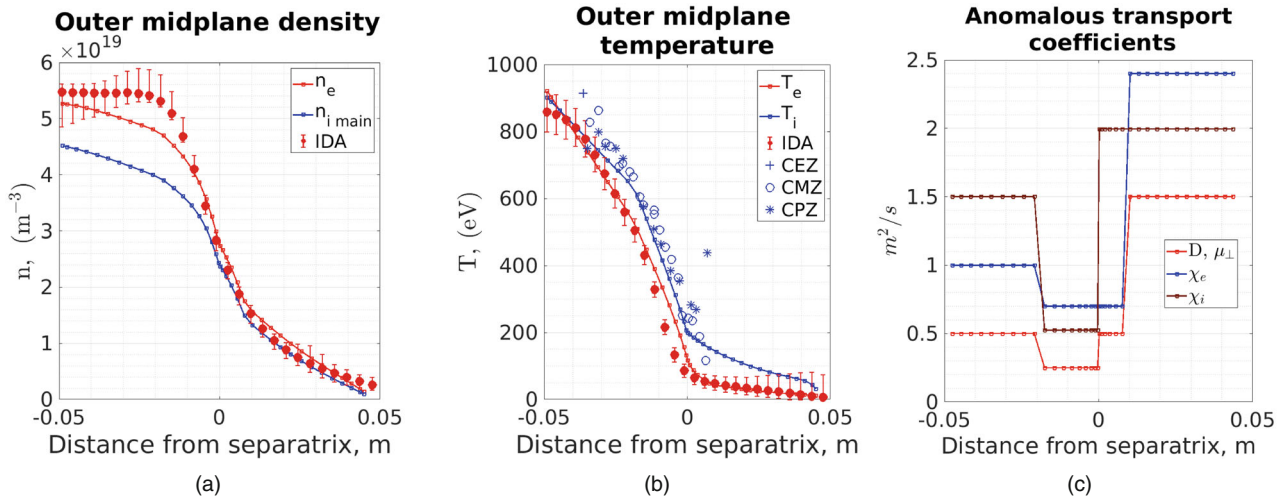 Outer midplane density
× 10^19
6
5
4
3
2
1
0
-0.05
0
0.05
n, (m^−3)
Distance from separatrix, m
n_e
n_i main
IDA
(a)
Outer midplane
temperature
1000
800
600
400
200
0
-0.05
0
0.05
T, (eV)
Distance from separatrix, m
T_e
T_i
IDA
CEZ
CMZ
CPZ
(b)
Anomalous transport
coefficients
2.5
2
1.5
1
0.5
0
-0.05
0
0.05
m^2/s
Distance from separatrix, m
D, μ_⊥
χ_e
χ_i
(c)